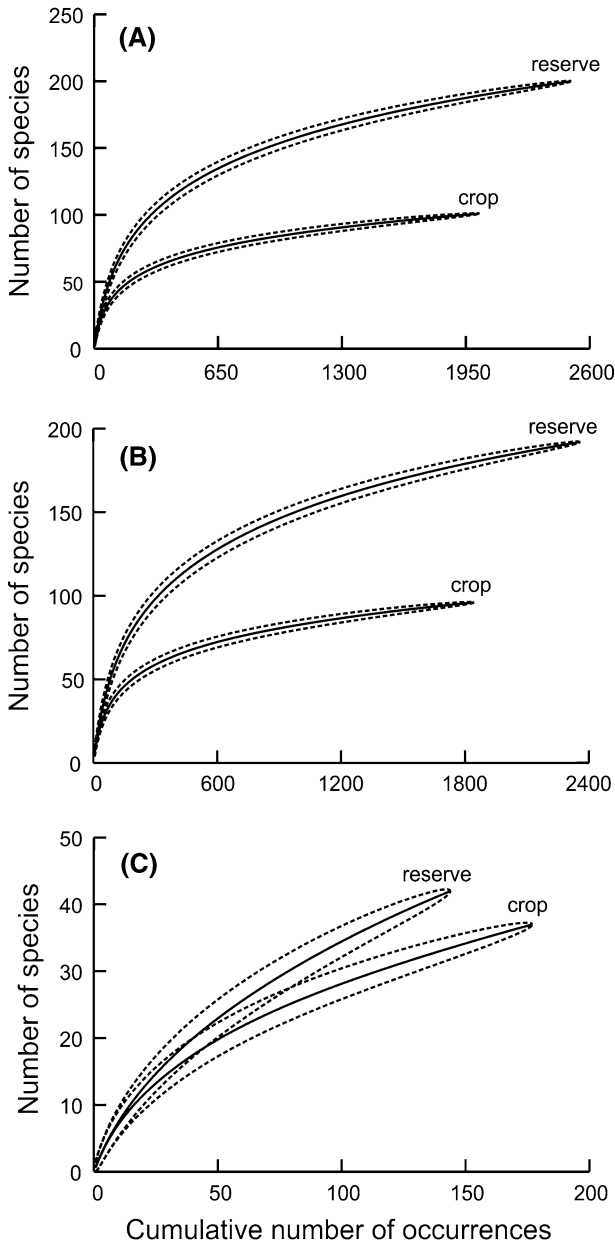 250
(A)
reserve
200
150
crop
100
50
0
0 650 1300 1950 2600
Number of species
200
(B)
reserve
150
crop
100
50
0
0 600 1200 1800 2400
Number of species
50
(C)
reserve
40
crop
30
20
10
0
0 50 100 150 200
Number of species
Cumulative number of occurrences